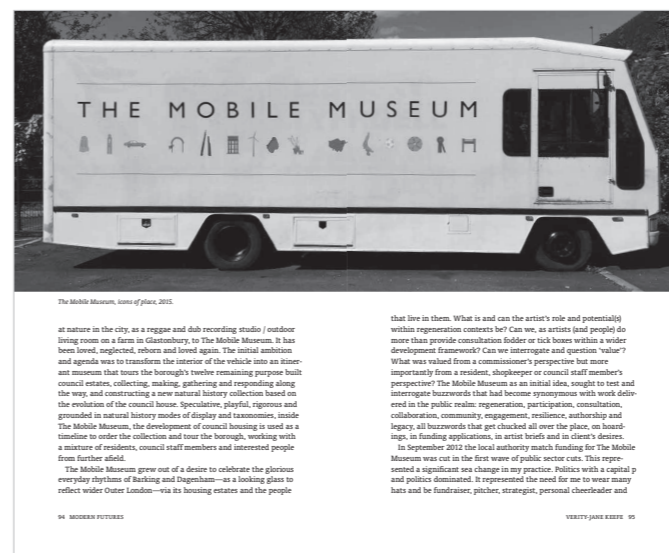 THE MOBILE MUSEUM
The Mobile Museum, icons of place, 2015.
at nature in the city, as a reggae and dub recording studio / outdoor
living room on a farm in Glastonbury, to The Mobile Museum. It has
been loved, neglected, reborn and loved again. The initial ambition
and agenda was to transform the interior of the vehicle into an itiner-
ant museum that tours the borough's twelve remaining purpose built
council estates, collecting, making, gathering and responding along
the way, and constructing a new natural history collection based on
the evolution of the council house. Speculative, playful, rigorous and
grounded in natural history modes of display and taxonomies, inside
The Mobile Museum, the development of council housing is used as a
timeline to order the collection and tour the borough, working with
a mixture of residents, council staff members and interested people
from further afield.
The Mobile Museum grew out of a desire to celebrate the glorious
everyday rhythms of Barking and Dagenham—as a looking glass to
reflect wider Outer London—via its housing estates and the people
94 MODERN FUTURES
that live in them. What is and can the artist's role and potential(s)
within regeneration contexts be? Can we, as artists (and people) do
more than provide consultation fodder or tick boxes within a wider
development framework? Can we interrogate and question 'value'?
What was valued from a commissioner's perspective but more
importantly from a resident, shopkeeper or council staff member's
perspective? The Mobile Museum as an initial idea, sought to test and
interrogate buzzwords that had become synonymous with work deliv-
ered in the public realm: regeneration, participation, consultation,
collaboration, community, engagement, resilience, authorship and
legacy, all buzzwords that get chucked all over the place, on hoard-
ings, in funding applications, in artist briefs and in client's desires.
In September 2012 the local authority match funding for The Mobile
Museum was cut in the first wave of public sector cuts. This repre-
sented a significant sea change in my practice. Politics with a capital p
and politics dominated. It represented the need for me to wear many
hats and be fundraiser, pitcher, strategist, personal cheerleader and
VERITY-JANE KEEFE 95